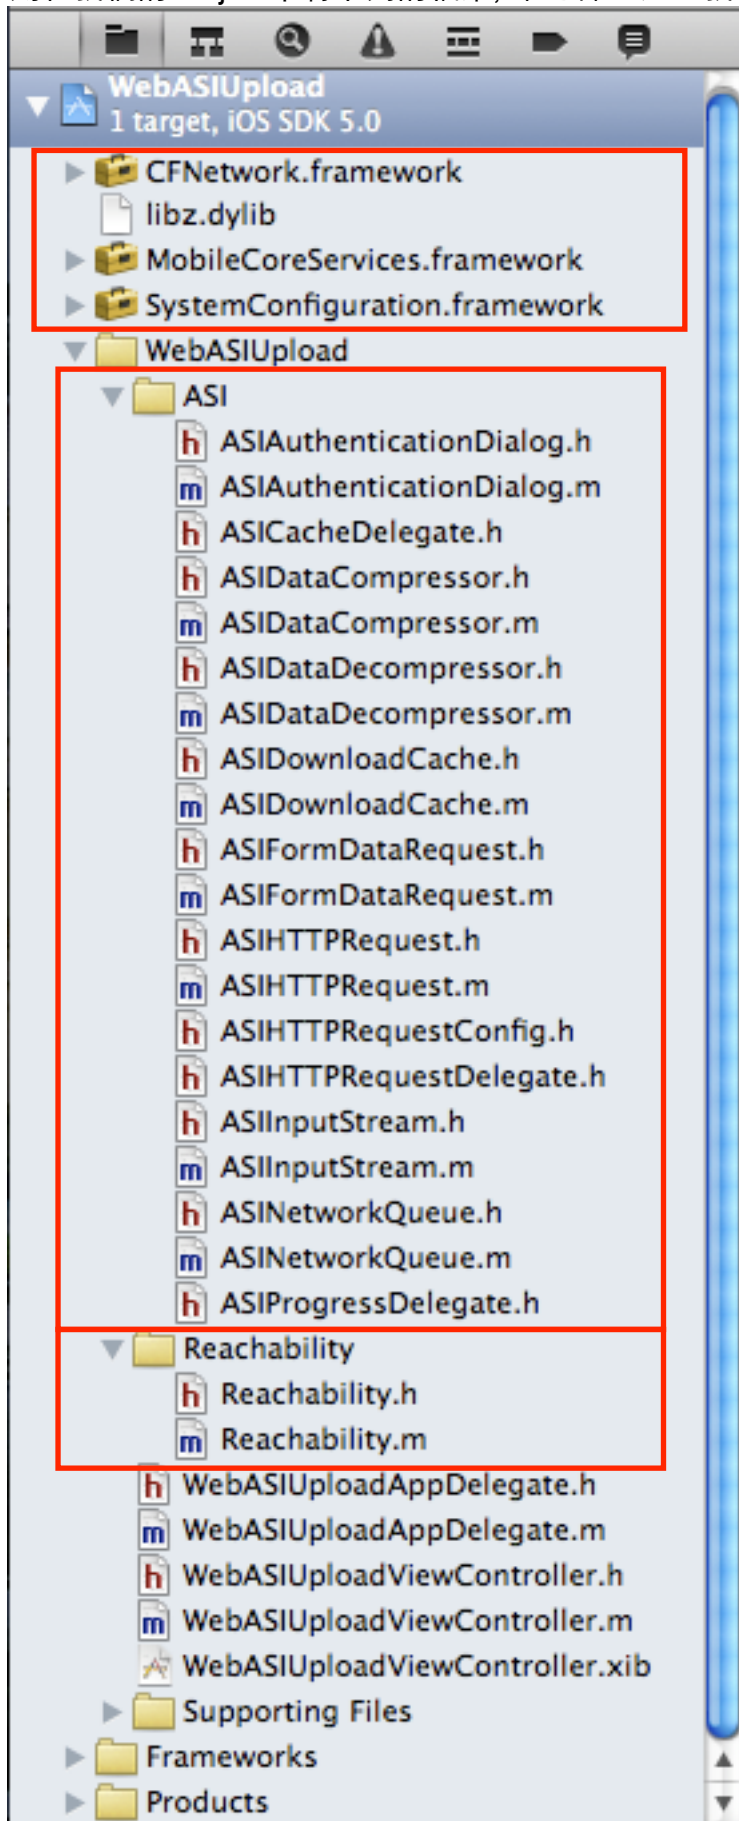 WebASIUpload
1 target, iOS SDK 5.0
CFNetwork.framework
libz.dylib
MobileCoreServices.framework
SystemConfiguration.framework
WebASIUpload
ASI
h ASIAuthenticationDialog.h
m ASIAuthenticationDialog.m
h ASICacheDelegate.h
h ASIDataCompressor.h
m ASIDataCompressor.m
h ASIDataDecompressor.h
m ASIDataDecompressor.m
h ASIDownloadCache.h
m ASIDownloadCache.m
h ASIFormDataRequest.h
m ASIFormDataRequest.m
h ASIHTTPRequest.h
m ASIHTTPRequest.m
h ASIHTTPRequestConfig.h
h ASIHTTPRequestDelegate.h
h ASIInputStream.h
m ASIInputStream.m
h ASINetworkQueue.h
m ASINetworkQueue.m
h ASIProgressDelegate.h
Reachability
h Reachability.h
m Reachability.m
h WebASIUploadAppDelegate.h
m WebASIUploadAppDelegate.m
h WebASIUploadViewController.h
m WebASIUploadViewController.m
WebASIUploadViewController.xib
Supporting Files
Frameworks
Products